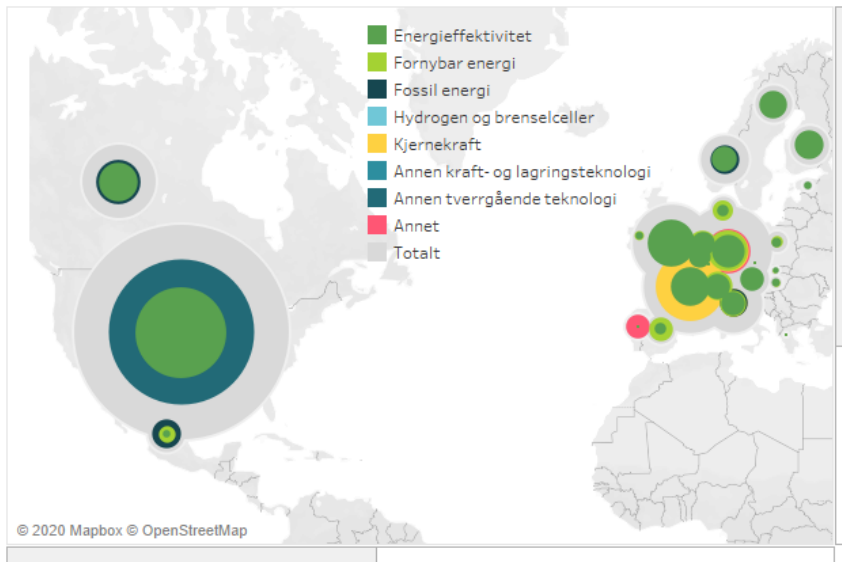 Energieffektivitet
Fornybar energi
Fossil energi
Hydrogen og brenselceller
Kjernekraft
Annen kraft- og lagringsteknologi
Annen tverrgående teknologi
Annet
Totalt
© 2020 Mapbox © OpenStreetMap